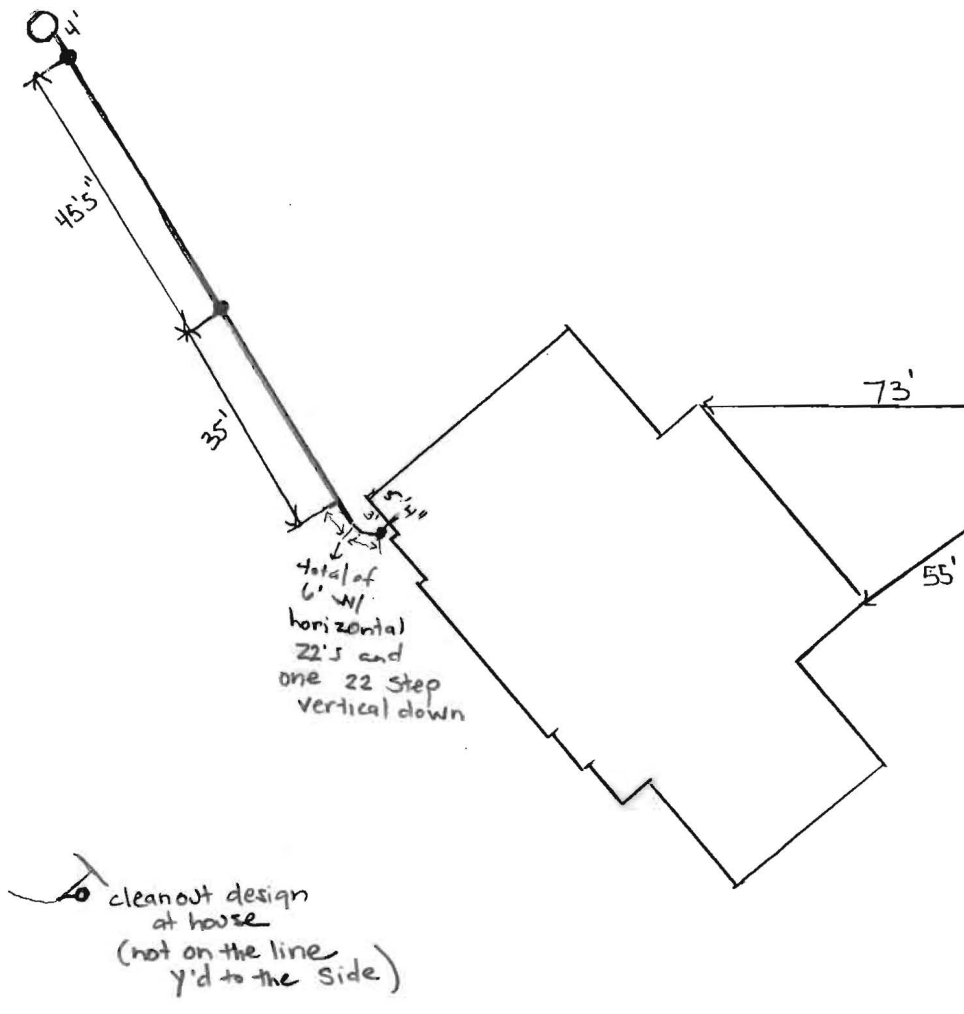 4'
45'5"
35'
73'
5'4"
3'
55'
total of
6' w/
horizontal
22's and
one 22 step
vertical down
cleanout design
at house
(not on the line
y'd to the side)